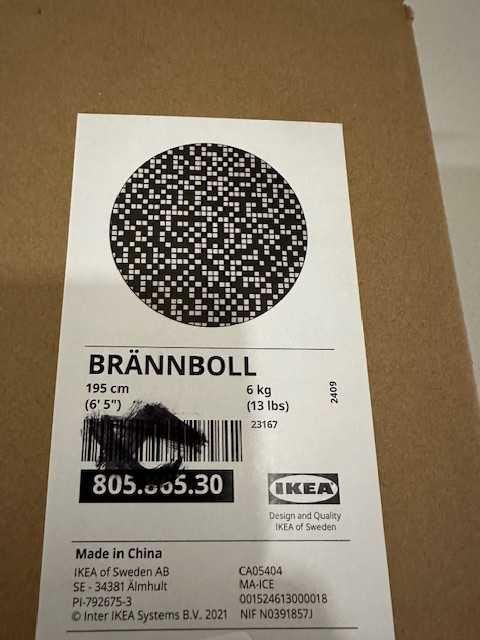 BRÄNNBOLL
195 cm
(6' 5")
6 kg
(13 lbs)
2409
23167
IKEA
Design and Quality
IKEA of Sweden
Made in China
IKEA of Sweden AB
SE - 34381 Älmhult
PI-792675-3
© Inter IKEA Systems B.V. 2021
CA05404
MA-ICE
001524613000018
NIF N0391857J